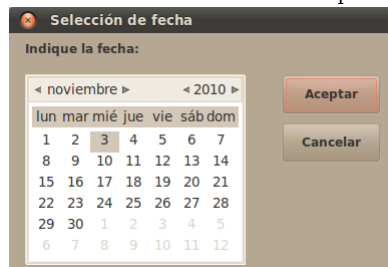 Selección de fecha
Indique la fecha:
noviembre 2010
lun mar mié jue vie sáb dom
1 2 3 4 5 6 7
8 9 10 11 12 13 14
15 16 17 18 19 20 21
22 23 24 25 26 27 28
29 30 1 2 3 4 5
6 7 8 9 10 11 12
Aceptar
Cancelar